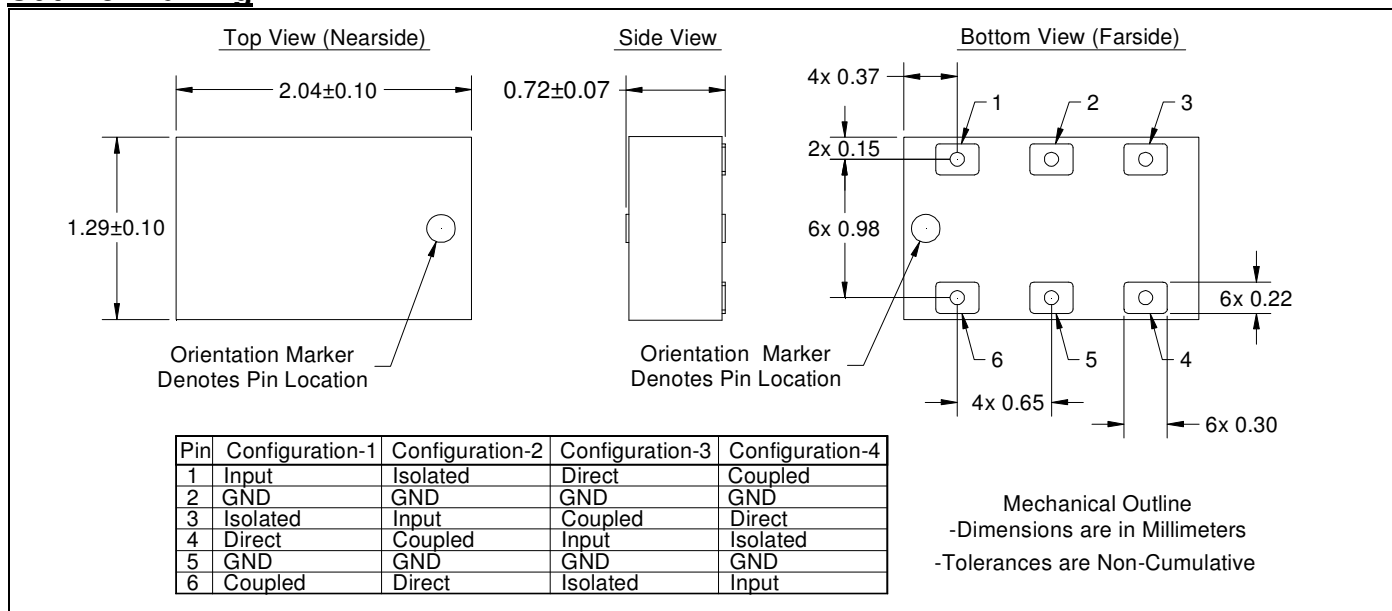 Top View (Nearside)
Side View
Bottom View (Farside)
2.04±0.10
0.72±0.07
4x 0.37
1
2
3
2x 0.15
1.29±0.10
6x 0.98
6x 0.22
Orientation Marker
Denotes Pin Location
Orientation Marker
Denotes Pin Location
6
5
4
4x 0.65
6x 0.30
Pin Configuration-1 Configuration-2 Configuration-3 Configuration-4
1 Input Isolated Direct Coupled
2 GND GND GND GND
3 Isolated Input Coupled Direct
4 Direct Coupled Input Isolated
5 GND GND GND GND
6 Coupled Direct Isolated Input
Mechanical Outline
-Dimensions are in Millimeters
-Tolerances are Non-Cumulative